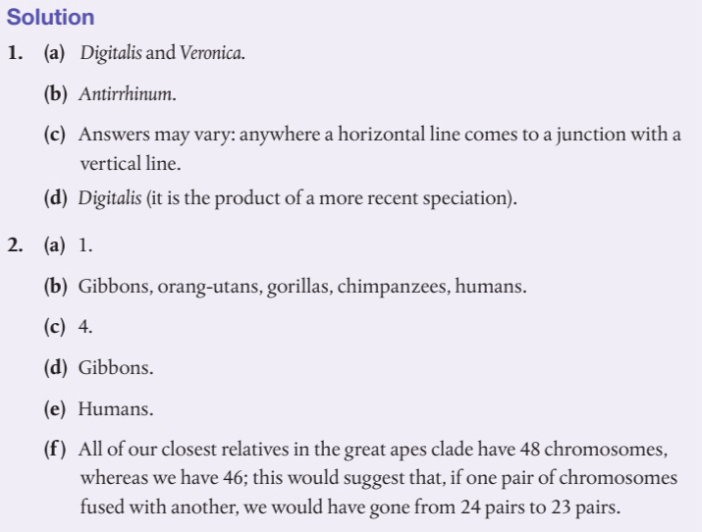 Solution
1. (a) Digitalis and Veronica.
(b) Antirrhinum.
(c) Answers may vary: anywhere a horizontal line comes to a junction with a
vertical line.
(d) Digitalis (it is the product of a more recent speciation).
2. (a) 1.
(b) Gibbons, orang-utans, gorillas, chimpanzees, humans.
(c) 4.
(d) Gibbons.
(e) Humans.
(f) All of our closest relatives in the great apes clade have 48 chromosomes,
whereas we have 46; this would suggest that, if one pair of chromosomes
fused with another, we would have gone from 24 pairs to 23 pairs.